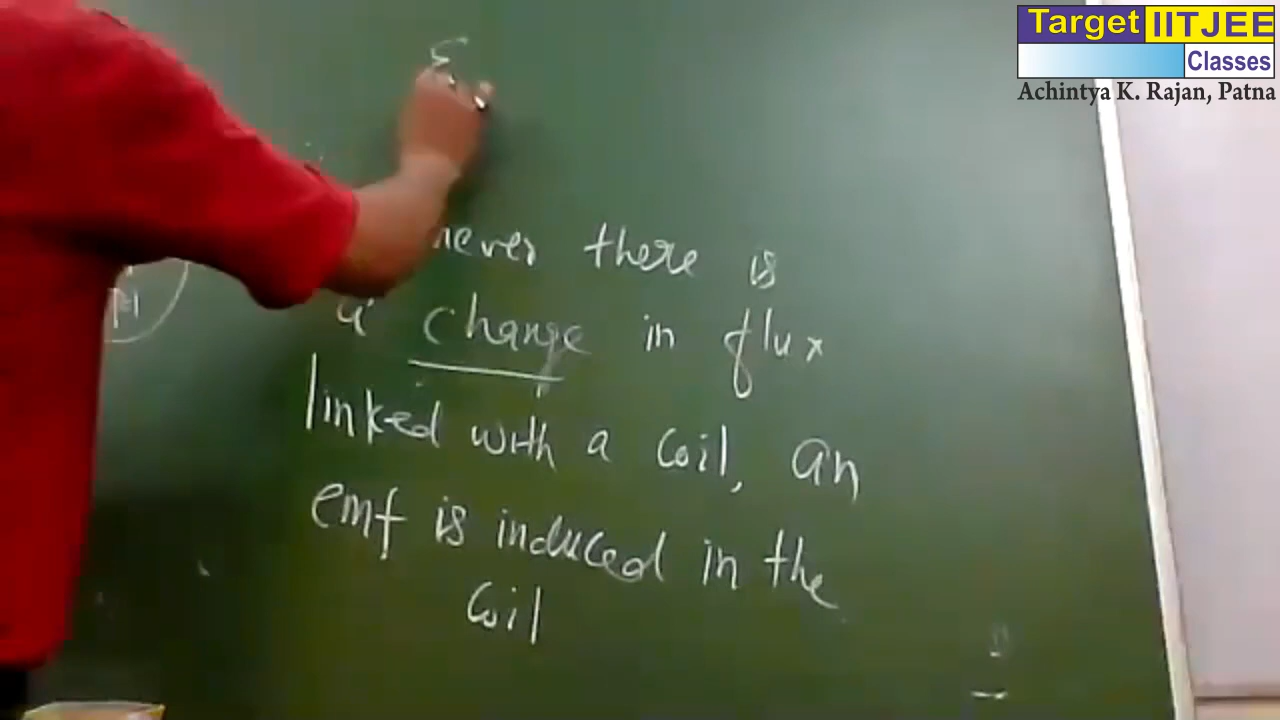 Target IITJEE
Classes
Achintya K. Rajan, Patna
never there is
a change in flux
linked with a coil, an
emf is induced in the
coil